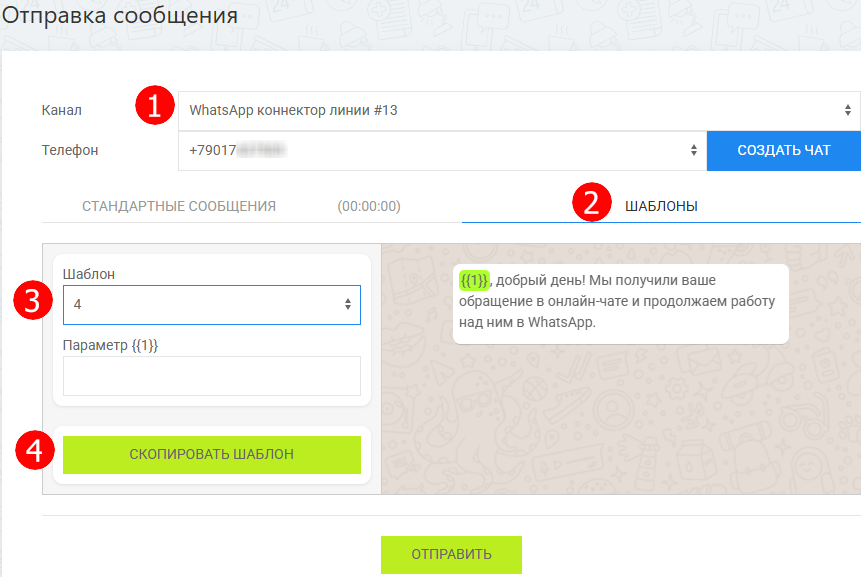 Отправка сообщения
Канал 1 WhatsApp коннектор линии #13
Телефон +79017 СОЗДАТЬ ЧАТ
СТАНДАРТНЫЕ СООБЩЕНИЯ (00:00:00) 2 ШАБЛОНЫ
Шаблон
3 4
Параметр {{1}}
4 СКОПИРОВАТЬ ШАБЛОН
{{1}}, добрый день! Мы получили ваше
обращение в онлайн-чате и продолжаем работу
над ним в WhatsApp.
ОТПРАВИТЬ